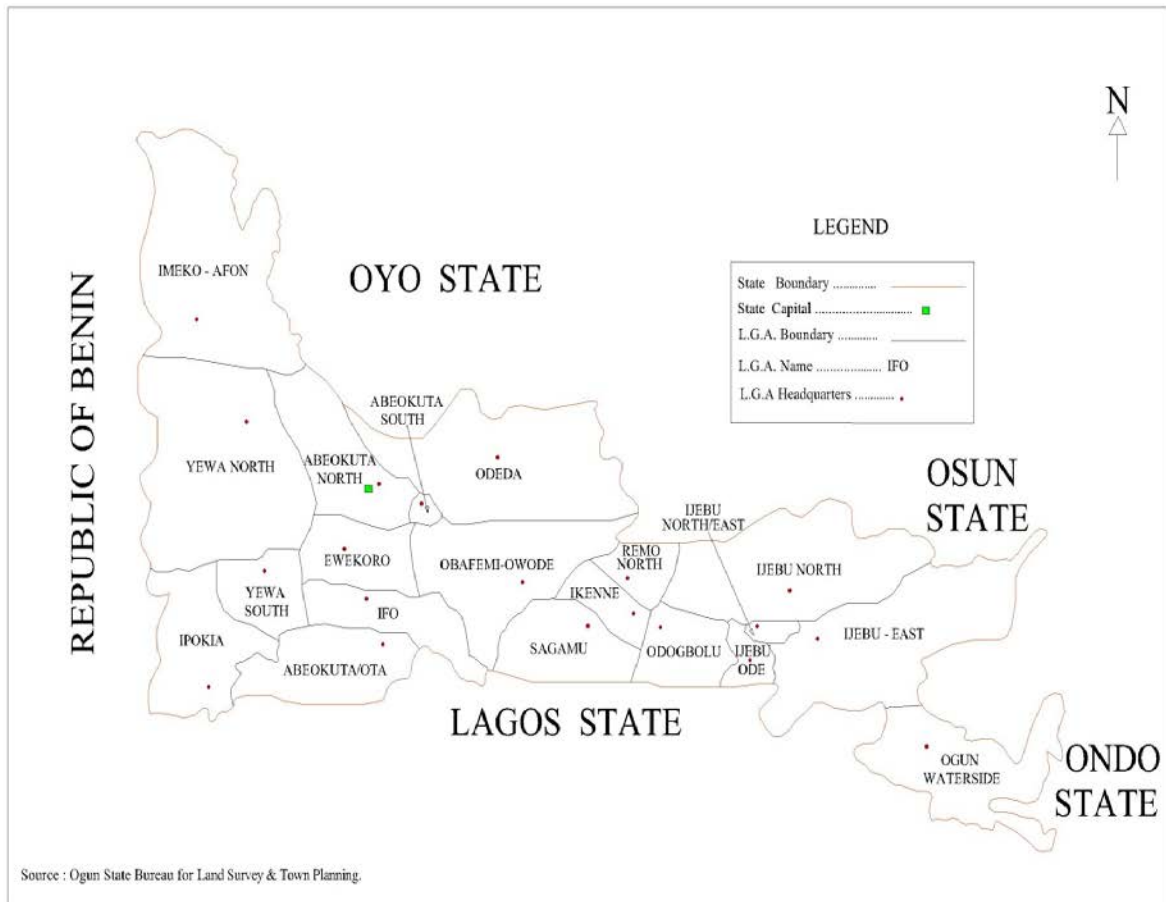 N
LEGEND
State Boundary ..............
State Capital ................................
L.G.A. Boundary .............
L.G.A. Name ..................... IFO
L.G.A Headquarters .............
REPUBLIC OF BENIN
OYO STATE
OSUN
STATE
LAGOS STATE
ONDO
STATE
IMEKO - AFON
YEWA NORTH
ABEOKUTA
SOUTH
ABEOKUTA
NORTH
ODEDA
IJEBU
NORTH/EAST
REMO
NORTH
IJEBU NORTH
EWEKORO
OBAFEMI-OWODE
IKENNE
YEWA
SOUTH
IFO
IPOKIA
SAGAMU
ODOGBOLU
IJEBU
ODE
IJEBU - EAST
ABEOKUTA/OTA
OGUN
WATERSIDE
Source : Ogun State Bureau for Land Survey & Town Planning.